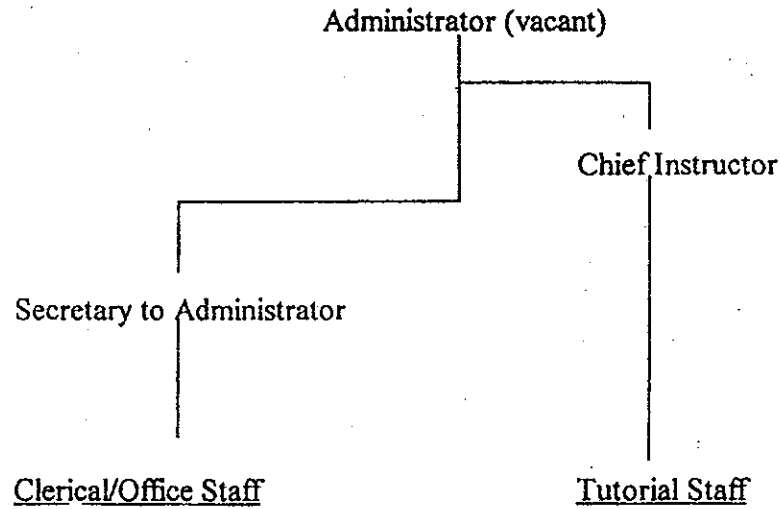 Administrator (vacant)
Chief Instructor
Secretary to Administrator
Clerical/Office Staff
Tutorial Staff